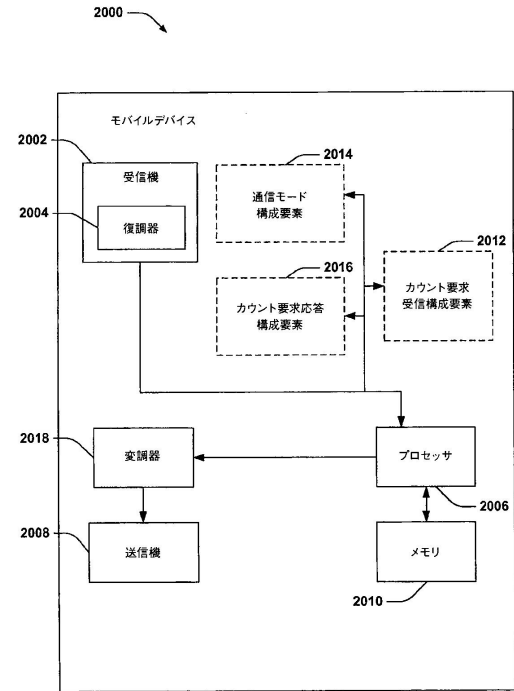 2000
モバイルデバイス
2002
受信機
2004
復調器
2014
通信モード
構成要素
2012
カウント要求
受信構成要素
2016
カウント要求応答
構成要素
2018
変調器
プロセッサ
2006
2008
送信機
メモリ
2010